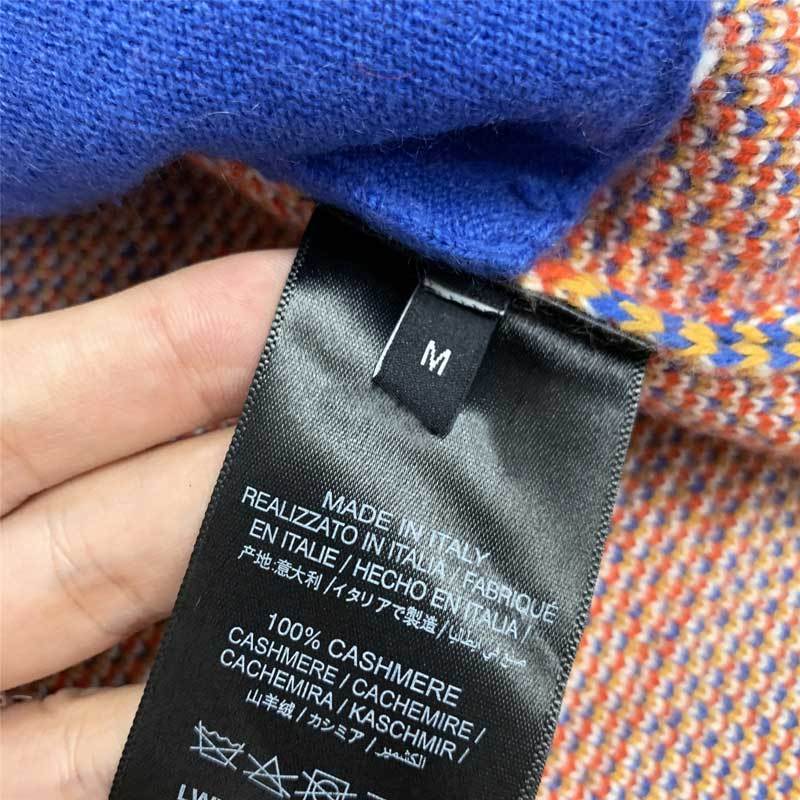 M
MADE IN ITALY
REALIZZATO IN ITALIA / FABRIQUÉ
EN ITALIE / HECHO EN ITALIA /
产地:意大利 / イタリアで製造 / صنع في إيطاليا
100% CASHMERE
CASHMERE / CACHEMIRE /
CACHEMIRA / KASCHMIR /
山羊绒 / カシミア / الكشمير